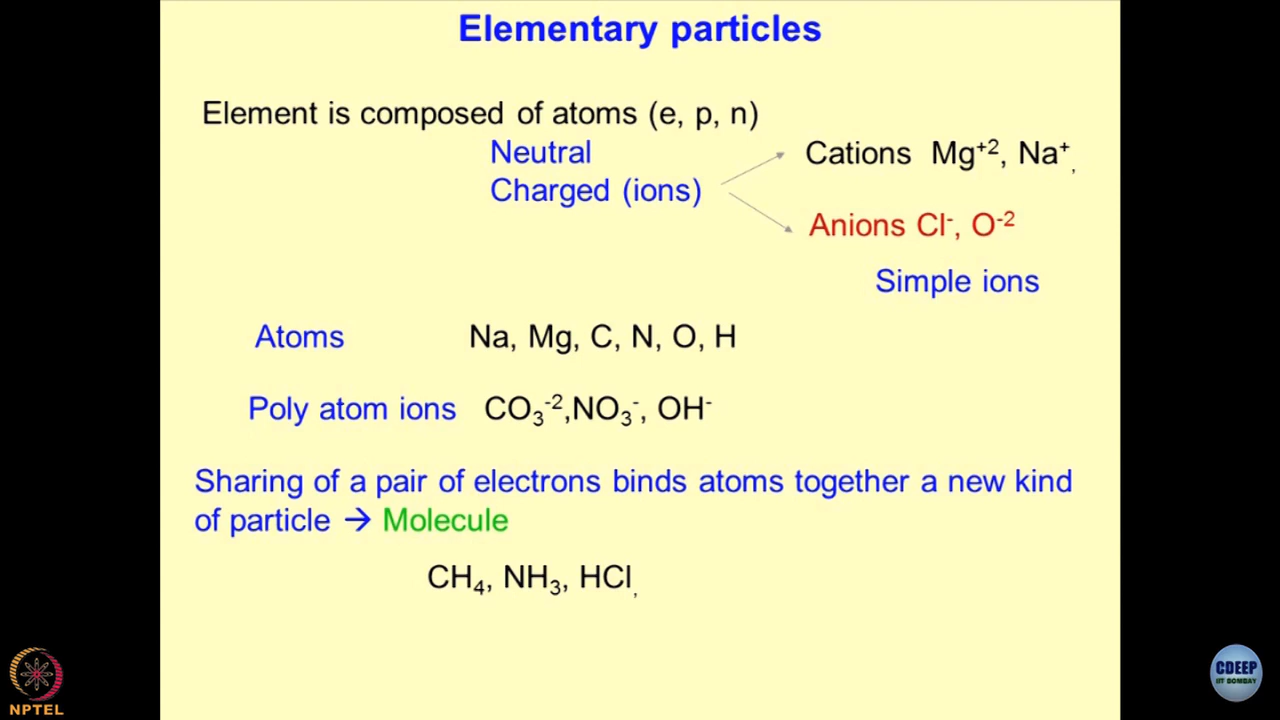 Elementary particles
Element is composed of atoms (e, p, n)
Neutral
Charged (ions)
Cations Mg⁺², Na⁺,
Anions Cl⁻, O⁻²
Simple ions
Atoms Na, Mg, C, N, O, H
Poly atom ions CO₃⁻²,NO₃⁻, OH⁻
Sharing of a pair of electrons binds atoms together a new kind
of particle → Molecule
CH₄, NH₃, HCl,
NPTEL
CDEEP
IIT BOMBAY